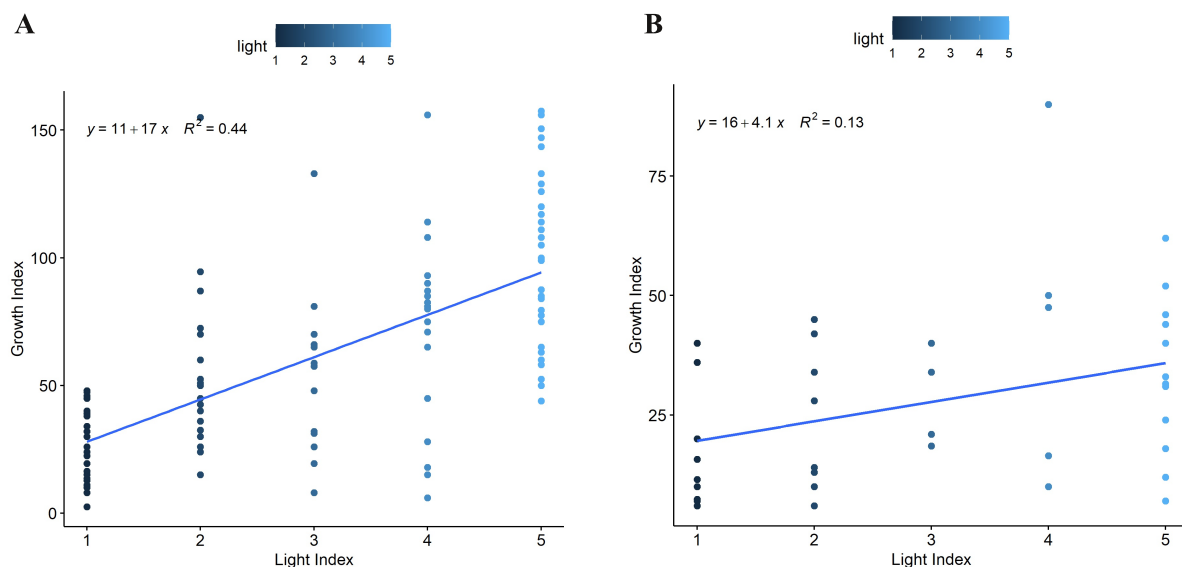 A
light
1 2 3 4 5
y = 11 + 17 x R² = 0.44
150
100
50
0
Growth Index
1 2 3 4 5
Light Index
B
light
1 2 3 4 5
y = 16 + 4.1 x R² = 0.13
75
50
25
Growth Index
1 2 3 4 5
Light Index